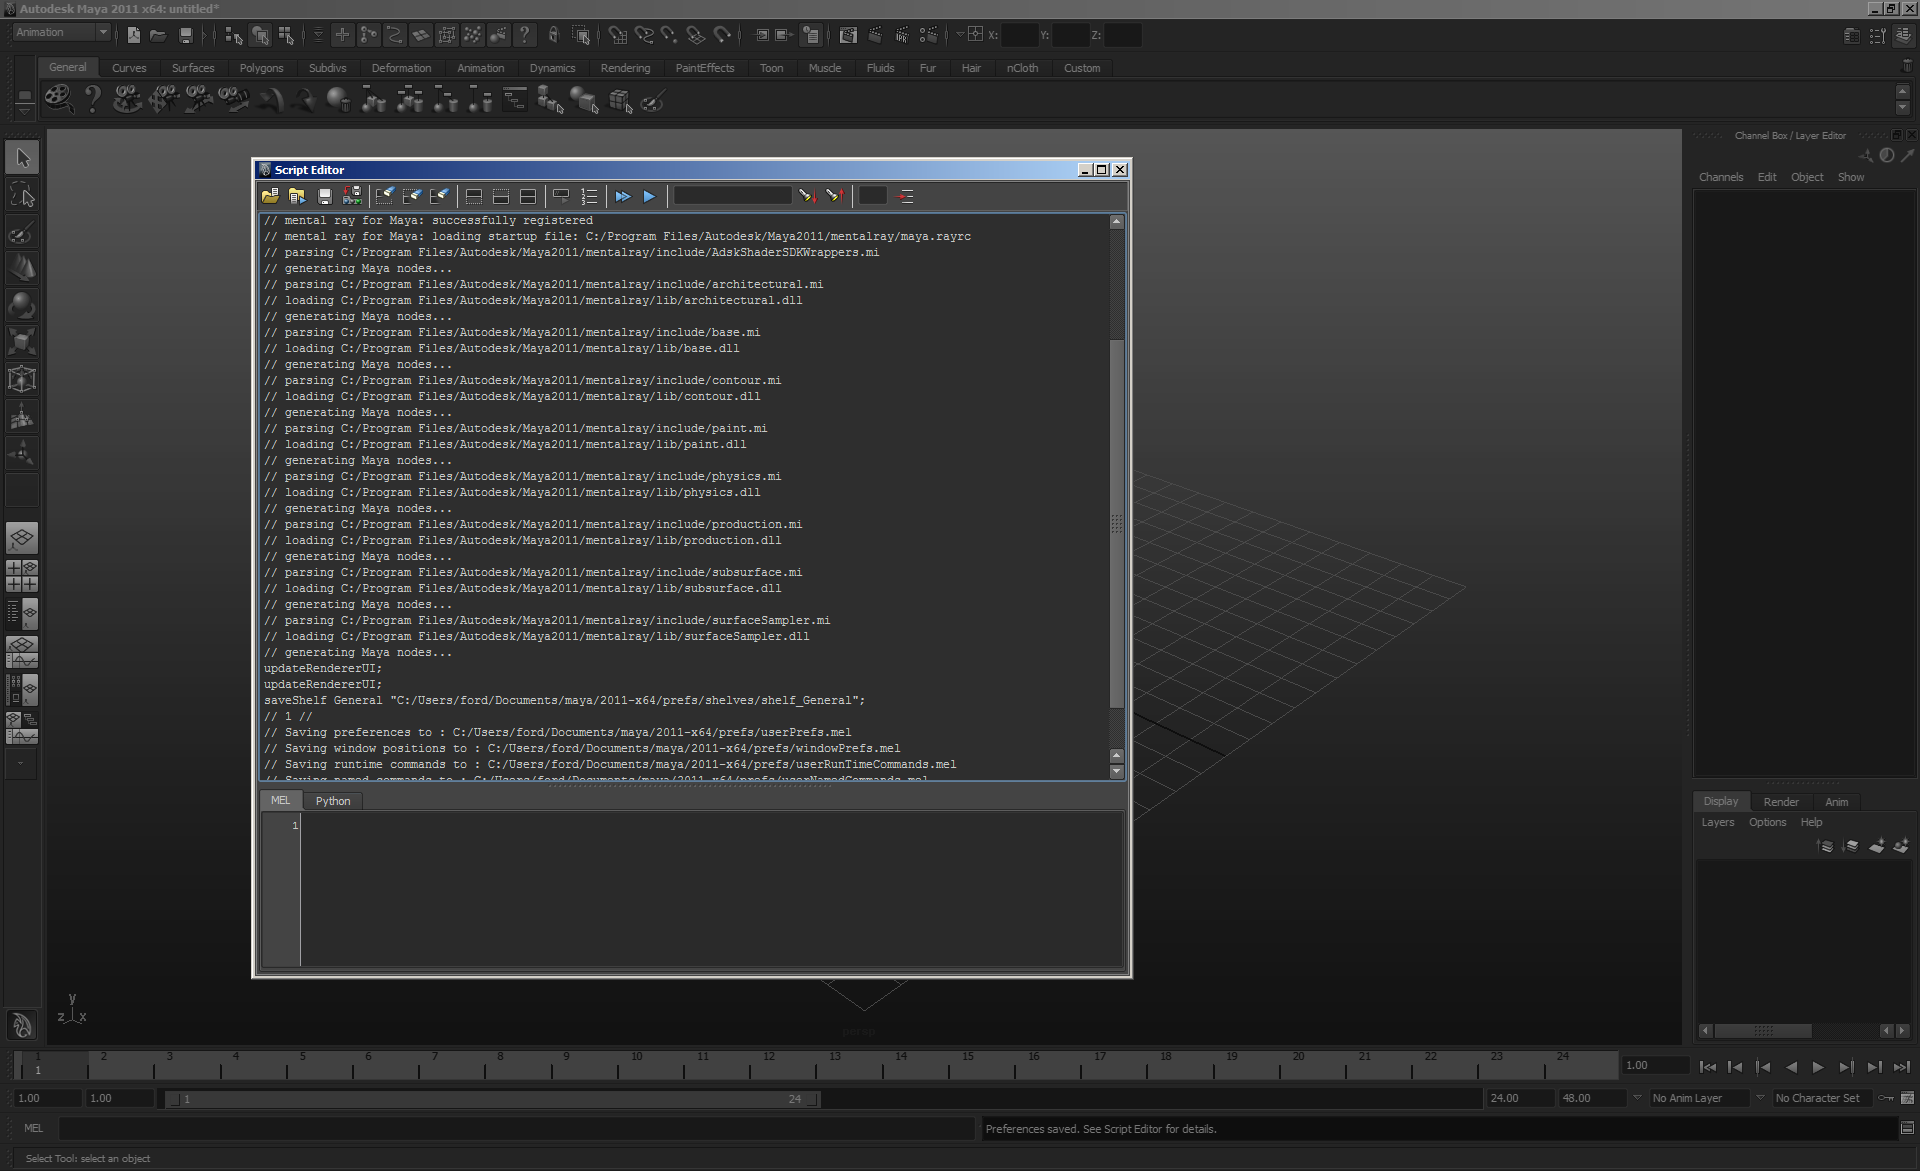 Autodesk Maya 2011 x64: untitled*
Animation
X:
Y:
Z:
General Curves Surfaces Polygons Subdivs Deformation Animation Dynamics Rendering PaintEffects Toon Muscle Fluids Fur Hair nCloth Custom
Channel Box / Layer Editor
Channels Edit Object Show
Script Editor
// mental ray for Maya: successfully registered
// mental ray for Maya: loading startup file: C:/Program Files/Autodesk/Maya2011/mentalray/maya.rayrc
// parsing C:/Program Files/Autodesk/Maya2011/mentalray/include/AdskShaderSDKWrappers.mi
// generating Maya nodes...
// parsing C:/Program Files/Autodesk/Maya2011/mentalray/include/architectural.mi
// loading C:/Program Files/Autodesk/Maya2011/mentalray/lib/architectural.dll
// generating Maya nodes...
// parsing C:/Program Files/Autodesk/Maya2011/mentalray/include/base.mi
// loading C:/Program Files/Autodesk/Maya2011/mentalray/lib/base.dll
// generating Maya nodes...
// parsing C:/Program Files/Autodesk/Maya2011/mentalray/include/contour.mi
// loading C:/Program Files/Autodesk/Maya2011/mentalray/lib/contour.dll
// generating Maya nodes...
// parsing C:/Program Files/Autodesk/Maya2011/mentalray/include/paint.mi
// loading C:/Program Files/Autodesk/Maya2011/mentalray/lib/paint.dll
// generating Maya nodes...
// parsing C:/Program Files/Autodesk/Maya2011/mentalray/include/physics.mi
// loading C:/Program Files/Autodesk/Maya2011/mentalray/lib/physics.dll
// generating Maya nodes...
// parsing C:/Program Files/Autodesk/Maya2011/mentalray/include/production.mi
// loading C:/Program Files/Autodesk/Maya2011/mentalray/lib/production.dll
// generating Maya nodes...
// parsing C:/Program Files/Autodesk/Maya2011/mentalray/include/subsurface.mi
// loading C:/Program Files/Autodesk/Maya2011/mentalray/lib/subsurface.dll
// generating Maya nodes...
// parsing C:/Program Files/Autodesk/Maya2011/mentalray/include/surfaceSampler.mi
// loading C:/Program Files/Autodesk/Maya2011/mentalray/lib/surfaceSampler.dll
// generating Maya nodes...
updateRendererUI;
updateRendererUI;
saveShelf General "C:/Users/ford/Documents/maya/2011-x64/prefs/shelves/shelf_General";
// 1 //
// Saving preferences to : C:/Users/ford/Documents/maya/2011-x64/prefs/userPrefs.mel
// Saving window positions to : C:/Users/ford/Documents/maya/2011-x64/prefs/windowPrefs.mel
// Saving runtime commands to : C:/Users/ford/Documents/maya/2011-x64/prefs/userRunTimeCommands.mel
// Saving named commands to : C:/Users/ford/Documents/maya/2011-x64/prefs/userNamedCommands.mel
MEL Python
1
Display Render Anim
Layers Options Help
y
z x
persp
1 2 3 4 5 6 7 8 9 10 11 12 13 14 15 16 17 18 19 20 21 22 23 24
1
1.00
1.00 1.00 1 24 24.00 48.00 No Anim Layer No Character Set
MEL
Preferences saved. See Script Editor for details.
Select Tool: select an object